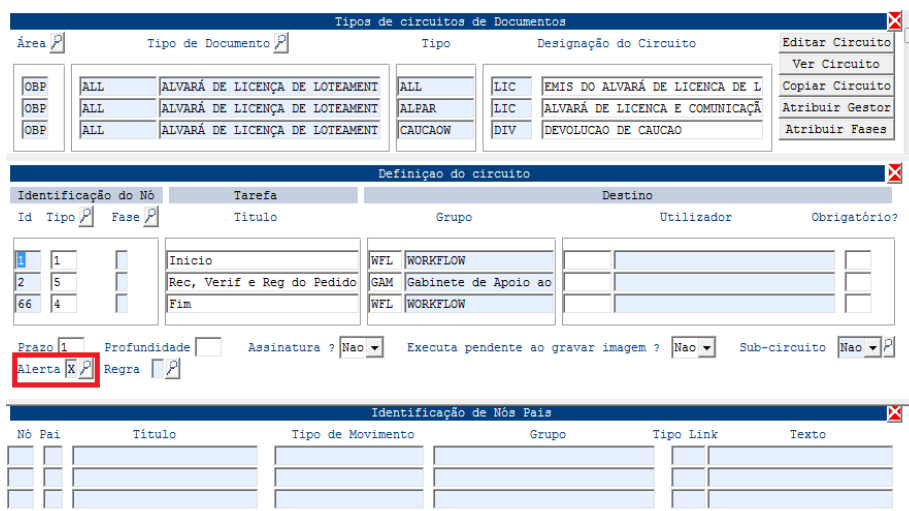 Tipos de circuitos de Documentos
Área Tipo de Documento Tipo Designação do Circuito Editar Circuito
Ver Circuito
OBP ALL ALVARÁ DE LICENÇA DE LOTEAMENT ALL LIC EMIS DO ALVARÁ DE LICENCA DE L Copiar Circuito
OBP ALL ALVARÁ DE LICENÇA DE LOTEAMENT ALPAR LIC ALVARÁ DE LICENCA E COMUNICAÇÃ Atribuir Gestor
OBP ALL ALVARÁ DE LICENÇA DE LOTEAMENT CAUCAOW DIV DEVOLUCAO DE CAUCAO Atribuir Fases
Definiçao do circuito
Identificação do Nó Tarefa Destino
Id Tipo Fase Título Grupo Utilizador Obrigatório?
1 1 Inicio WFL WORKFLOW
2 5 Rec, Verif e Reg do Pedido GAM Gabinete de Apoio ao
66 4 Fim WFL WORKFLOW
Prazo 1 Profundidade Assinatura ? Nao Executa pendente ao gravar imagem ? Nao Sub-circuito Nao
Alerta X Regra
Identificação de Nós Pais
Nó Pai Título Tipo de Movimento Grupo Tipo Link Texto